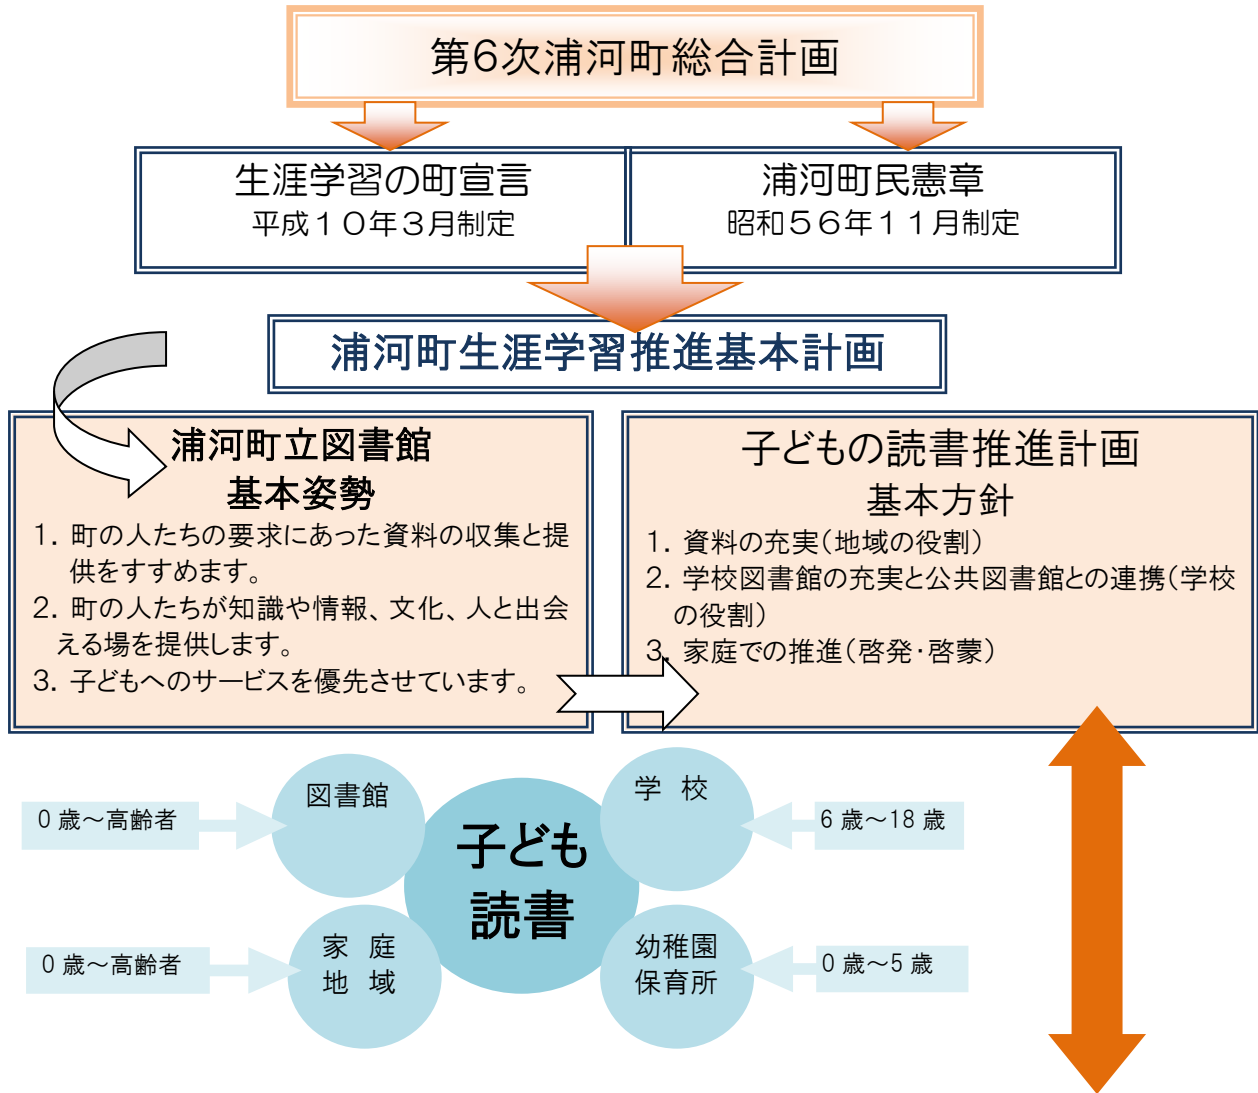 第6次浦河町総合計画
生涯学習の町宣言
平成１０年３月制定
浦河町民憲章
昭和５６年１１月制定
浦河町生涯学習推進基本計画
浦河町立図書館
基本姿勢
1．町の人たちの要求にあった資料の収集と提
供をすすめます。
2．町の人たちが知識や情報、文化、人と出会
える場を提供します。
3．子どもへのサービスを優先させています。
子どもの読書推進計画
基本方針
1．資料の充実（地域の役割）
2．学校図書館の充実と公共図書館との連携（学校
の役割）
3．家庭での推進（啓発・啓蒙）
図書館
学 校
0 歳～高齢者
6 歳～18 歳
子ども
読書
家 庭
地 域
幼稚園
保育所
0 歳～高齢者
0 歳～5 歳